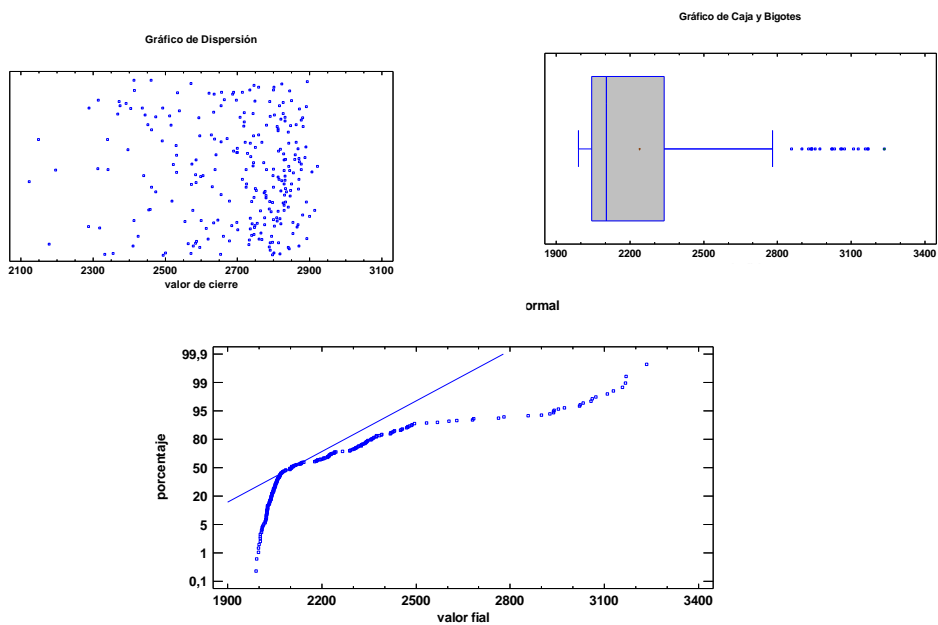 Gráfico de Dispersión
2100 2300 2500 2700 2900 3100
valor de cierre
Gráfico de Caja y Bigotes
1900 2200 2500 2800 3100 3400
ormal
99,9
99
95
80
50
20
5
1
0,1
porcentaje
1900 2200 2500 2800 3100 3400
valor fial